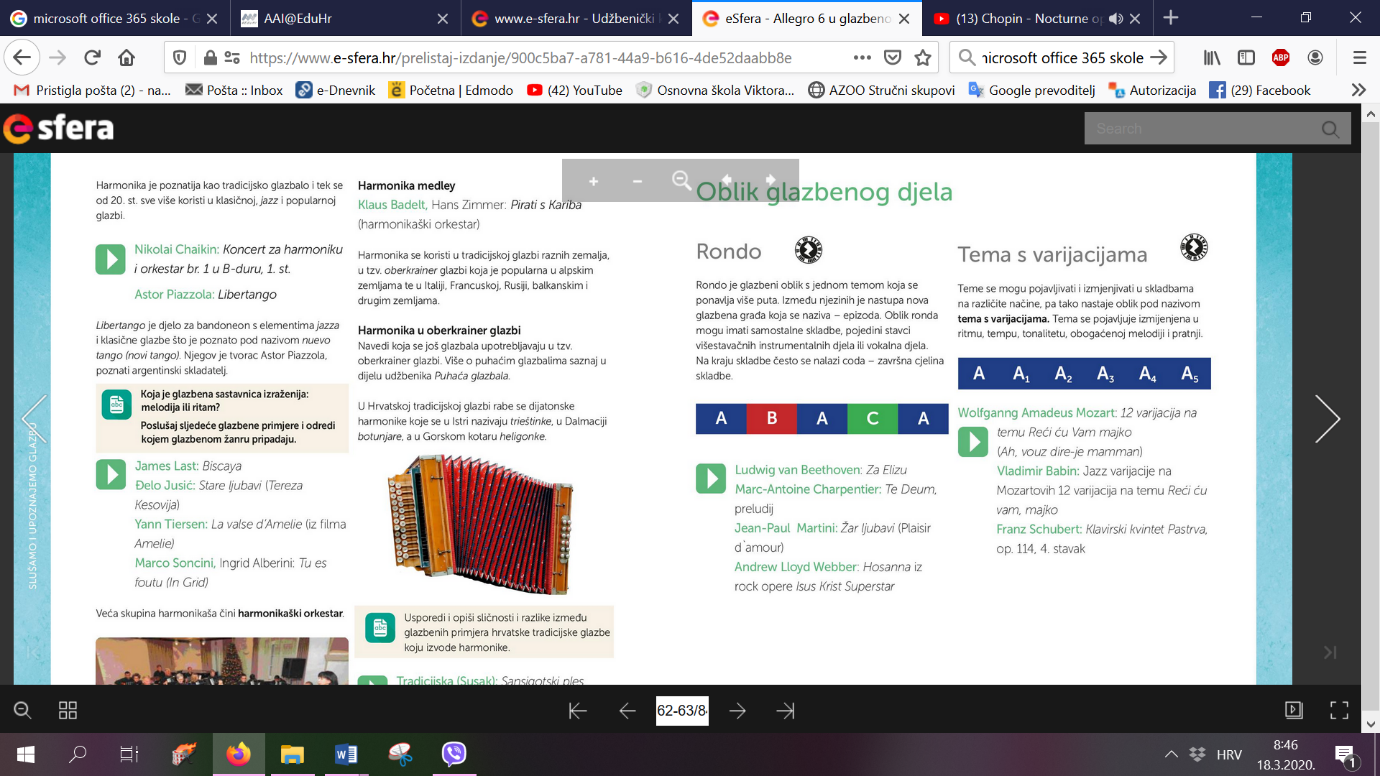 microsoft office 365 skole - G
AAI@EduHr
www.e-sfera.hr - Udžbenički
eSfera - Allegro 6 u glazbeno
(13) Chopin - Nocturne op
https://www.e-sfera.hr/prelistaj-izdanje/900c5ba7-a781-44a9-b616-4de52daabb8e
microsoft office 365 skole
ABP
Pristigla pošta (2) - na...
Pošta :: Inbox
e-Dnevnik
Početna | Edmodo
(42) YouTube
Osnovna škola Viktora...
AZOO Stručni skupovi
Google prevoditelj
Autorizacija
(29) Facebook
e sfera
Search
Harmonika je poznatija kao tradicijsko glazbalo i tek se
od 20. st. sve više koristi u klasičnoj, jazz i popularnoj
glazbi.
Nikolai Chaikin: Koncert za harmoniku
i orkestar br. 1 u B-duru, 1. st.
Astor Piazzola: Libertango
Libertango je djelo za bandoneon s elementima jazza
i klasične glazbe što je poznato pod nazivom nuevo
tango (novi tango). Njegov je tvorac Astor Piazzola,
poznati argentinski skladatelj.
Koja je glazbena sastavnica izraženija:
melodija ili ritam?
Poslušaj sljedeće glazbene primjere i odredi
kojem glazbenom žanru pripadaju.
abc
James Last: Biscaya
Đelo Jusić: Stare ljubavi (Tereza
Kesovija)
Yann Tiersen: La valse d'Amelie (iz filma
Amelie)
Marco Soncini, Ingrid Alberini: Tu es
foutu (In Grid)
Veća skupina harmonikaša čini harmonikaški orkestar.
SLUŠAMO I UPOZNAJEMO GLAZBU
Harmonika medley
Klaus Badelt, Hans Zimmer: Pirati s Kariba
(harmonikaški orkestar)
Harmonika se koristi u tradicijskoj glazbi raznih zemalja,
u tzv. oberkrainer glazbi koja je popularna u alpskim
zemljama te u Italiji, Francuskoj, Rusiji, balkanskim i
drugim zemljama.
Harmonika u oberkrainer glazbi
Navedi koja se još glazbala upotrebljavaju u tzv.
oberkrainer glazbi. Više o puhaćim glazbalima saznaj u
dijelu udžbenika Puhaća glazbala.
U Hrvatskoj tradicijskoj glazbi rabe se dijatonske
harmonike koje se u Istri nazivaju trieštinke, u Dalmaciji
botunjare, a u Gorskom kotaru heligonke.
abc
Usporedi i opiši sličnosti i razlike između
glazbenih primjera hrvatske tradicijske glazbe
koju izvode harmonike.
Tradicijska (Susak): Sansigotski ples
Oblik glazbenog djela
Rondo
Rondo je glazbeni oblik s jednom temom koja se
ponavlja više puta. Između njezinih je nastupa nova
glazbena građa koja se naziva – epizoda. Oblik ronda
mogu imati samostalne skladbe, pojedini stavci
višestavačnih instrumentalnih djela ili vokalna djela.
Na kraju skladbe često se nalazi coda – završna cjelina
skladbe.
A B A C A
Ludwig van Beethoven: Za Elizu
Marc-Antoine Charpentier: Te Deum,
preludij
Jean-Paul Martini: Žar ljubavi (Plaisir
d`amour)
Andrew Lloyd Webber: Hosanna iz
rock opere Isus Krist Superstar
Tema s varijacijama
Teme se mogu pojavljivati i izmjenjivati u skladbama
na različite načine, pa tako nastaje oblik pod nazivom
tema s varijacijama. Tema se pojavljuje izmijenjena u
ritmu, tempu, tonalitetu, obogaćenoj melodiji i pratnji.
A A1 A2 A3 A4 A5
Wolfganng Amadeus Mozart: 12 varijacija na
temu Reći ću Vam majko
(Ah, vouz dire-je mamman)
Vladimir Babin: Jazz varijacije na
Mozartovih 12 varijacija na temu Reći ću
vam, majko
Franz Schubert: Klavirski kvintet Pastrva,
op. 114, 4. stavak
62-63/8
HRV
8:46
18.3.2020.
1